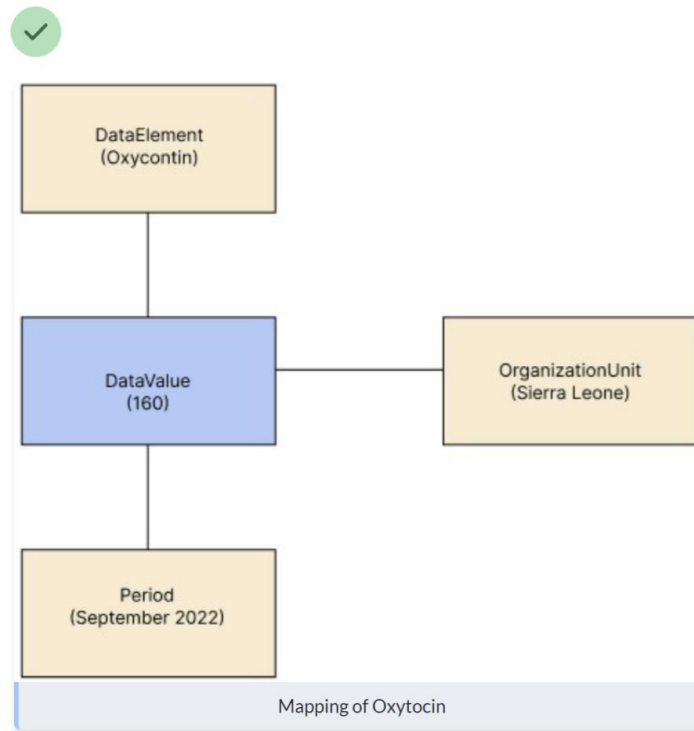 DataElement
(Oxycontin)
DataValue
(160)
OrganizationUnit
(Sierra Leone)
Period
(September 2022)
Mapping of Oxytocin